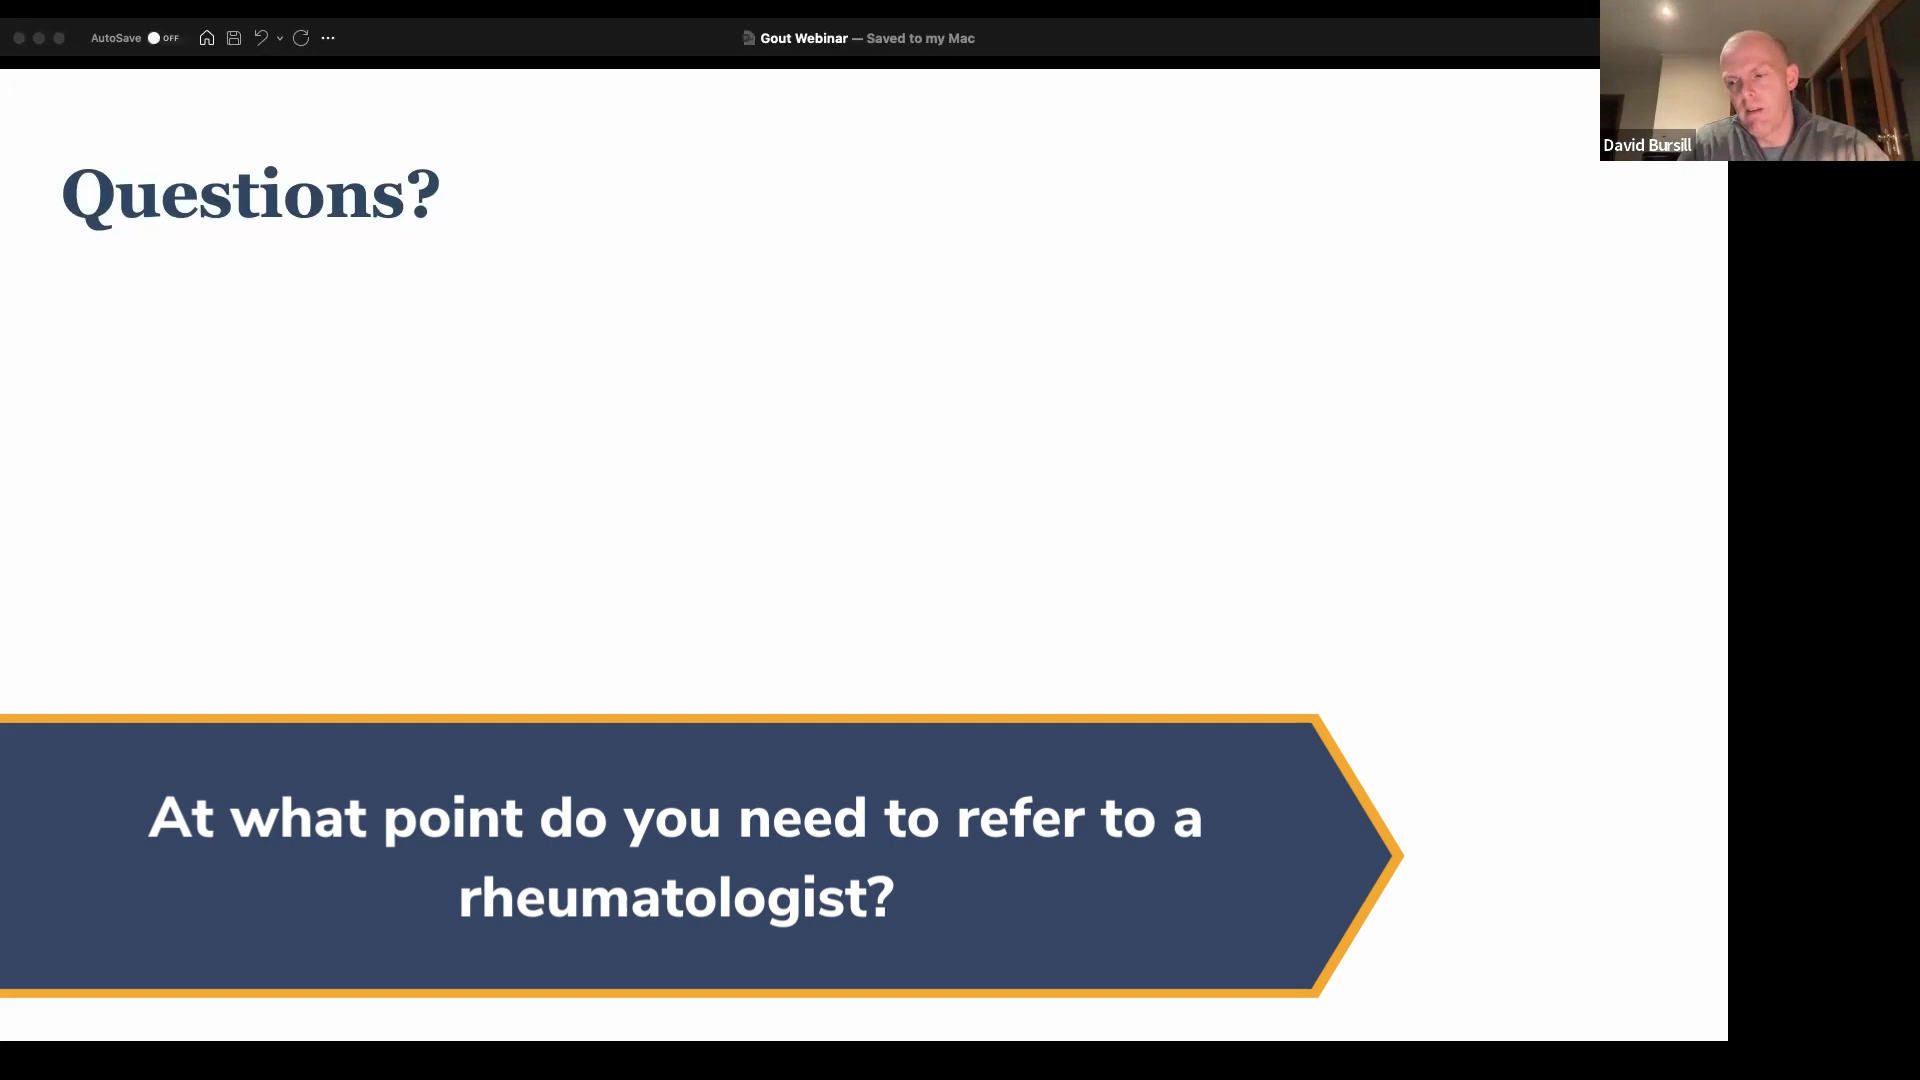 AutoSave OFF
Gout Webinar — Saved to my Mac
David Bursill
Questions?
At what point do you need to refer to a
rheumatologist?